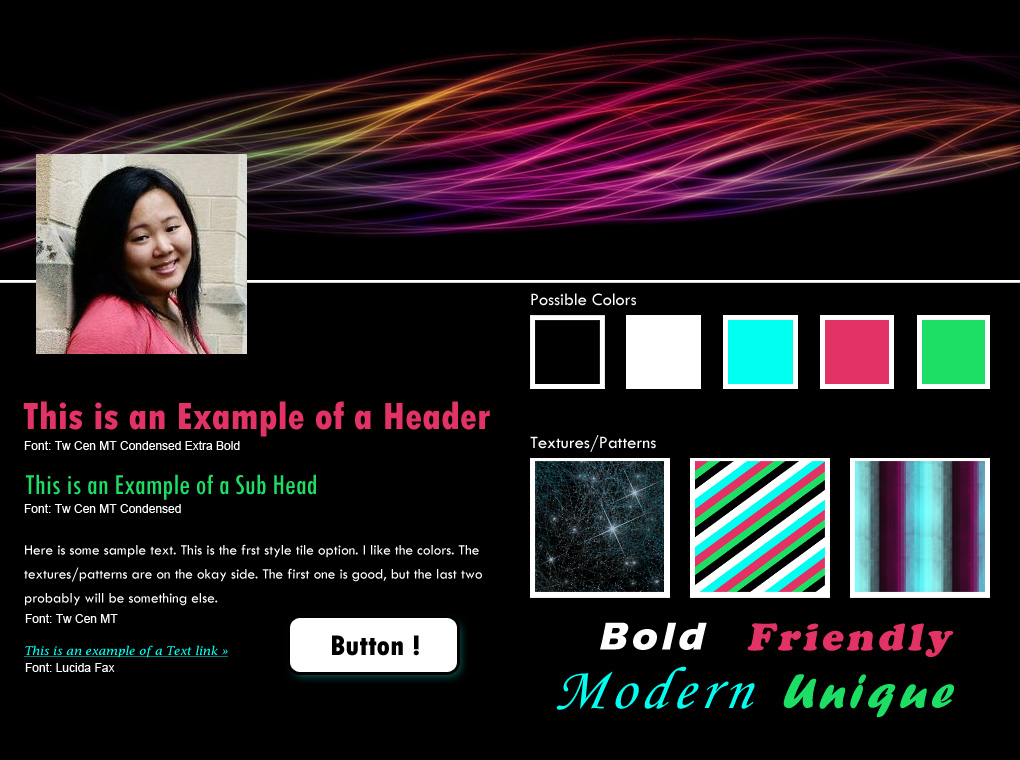 Possible Colors
This is an Example of a Header
Font: Tw Cen MT Condensed Extra Bold
Textures/Patterns
This is an Example of a Sub Head
Font: Tw Cen MT Condensed
Here is some sample text. This is the frst style tile option. I like the colors. The
textures/patterns are on the okay side. The first one is good, but the last two
probably will be something else.
Font: Tw Cen MT
This is an example of a Text link »
Font: Lucida Fax
Button !
Bold Friendly
Modern Unique